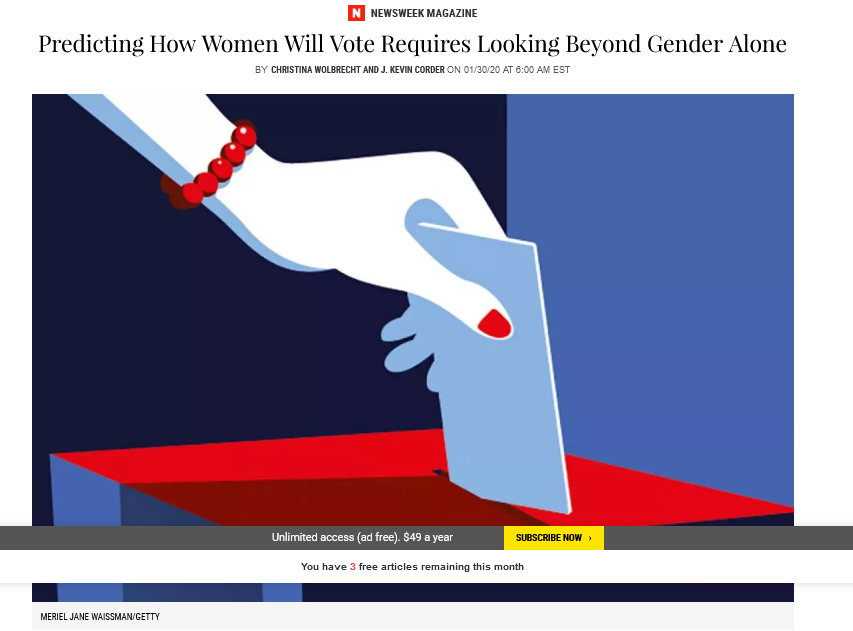 N NEWSWEEK MAGAZINE
Predicting How Women Will Vote Requires Looking Beyond Gender Alone
BY CHRISTINA WOLBRECHT AND J. KEVIN CORDER ON 01/30/20 AT 6:00 AM EST
Unlimited access (ad free). $49 a year SUBSCRIBE NOW ›
You have 3 free articles remaining this month
MERIEL JANE WAISSMAN/GETTY